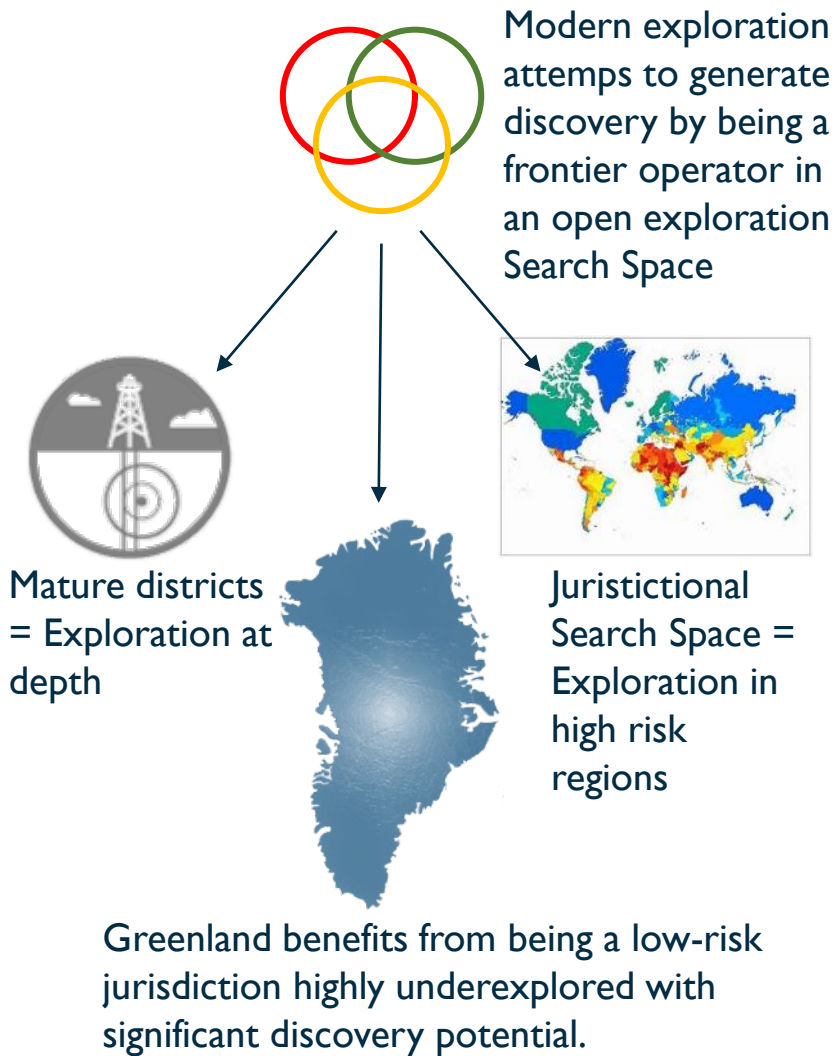 Modern exploration
attemps to generate
discovery by being a
frontier operator in
an open exploration
Search Space
Mature districts
= Exploration at
depth
Juristictional
Search Space =
Exploration in
high risk
regions
Greenland benefits from being a low-risk
jurisdiction highly underexplored with
significant discovery potential.